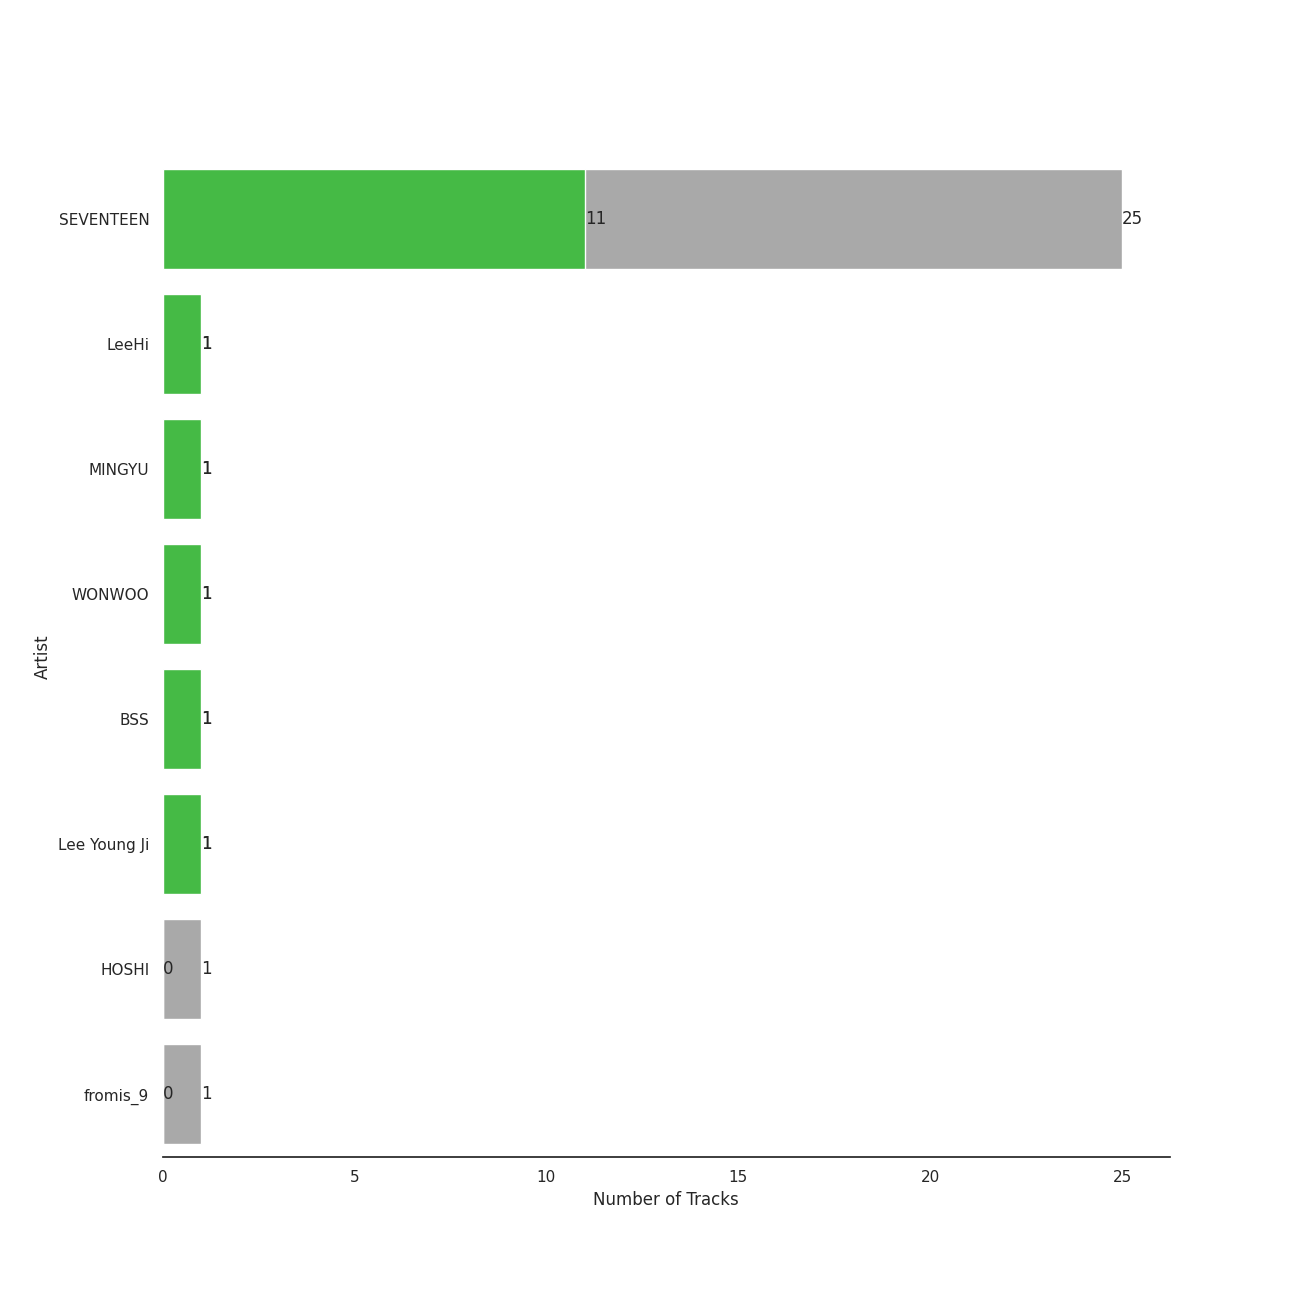 SEVENTEEN 11 25
LeeHi 1
MINGYU 1
WONWOO 1
Artist
BSS 1
Lee Young Ji 1
HOSHI 0 1
fromis_9 0 1
0 5 10 15 20 25
Number of Tracks